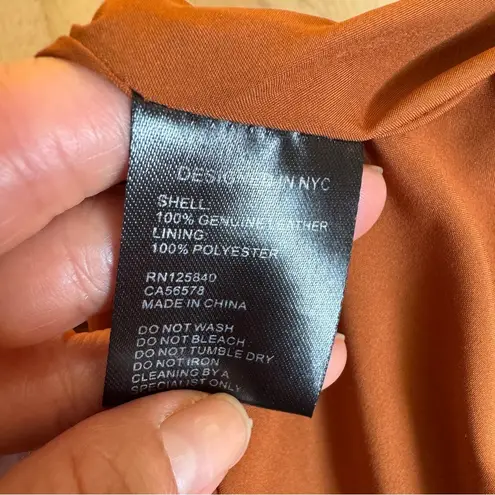 DESIGNED IN NYC
SHELL:
100% GENUINE LEATHER
LINING:
100% POLYESTER
RN125840
CA56578
MADE IN CHINA
DO NOT WASH
DO NOT BLEACH
DO NOT TUMBLE DRY
DO NOT IRON
CLEANING BY A
SPECIALIST ONLY